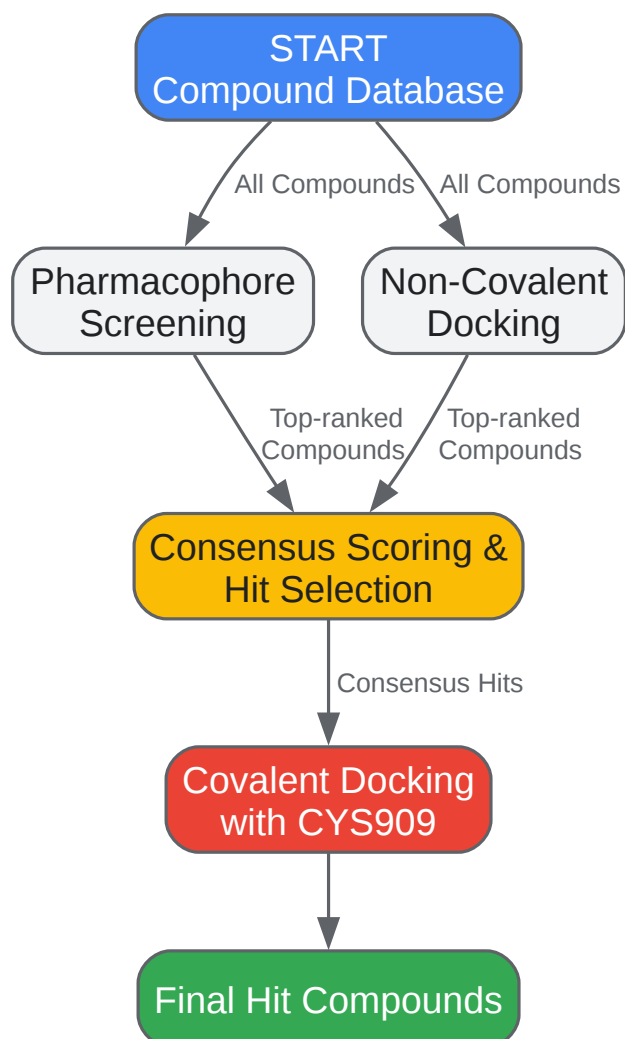 START
Compound Database
All Compounds
All Compounds
Pharmacophore
Screening
Non-Covalent
Docking
Top-ranked
Compounds
Top-ranked
Compounds
Consensus Scoring &
Hit Selection
Consensus Hits
Covalent Docking
with CYS909
Final Hit Compounds